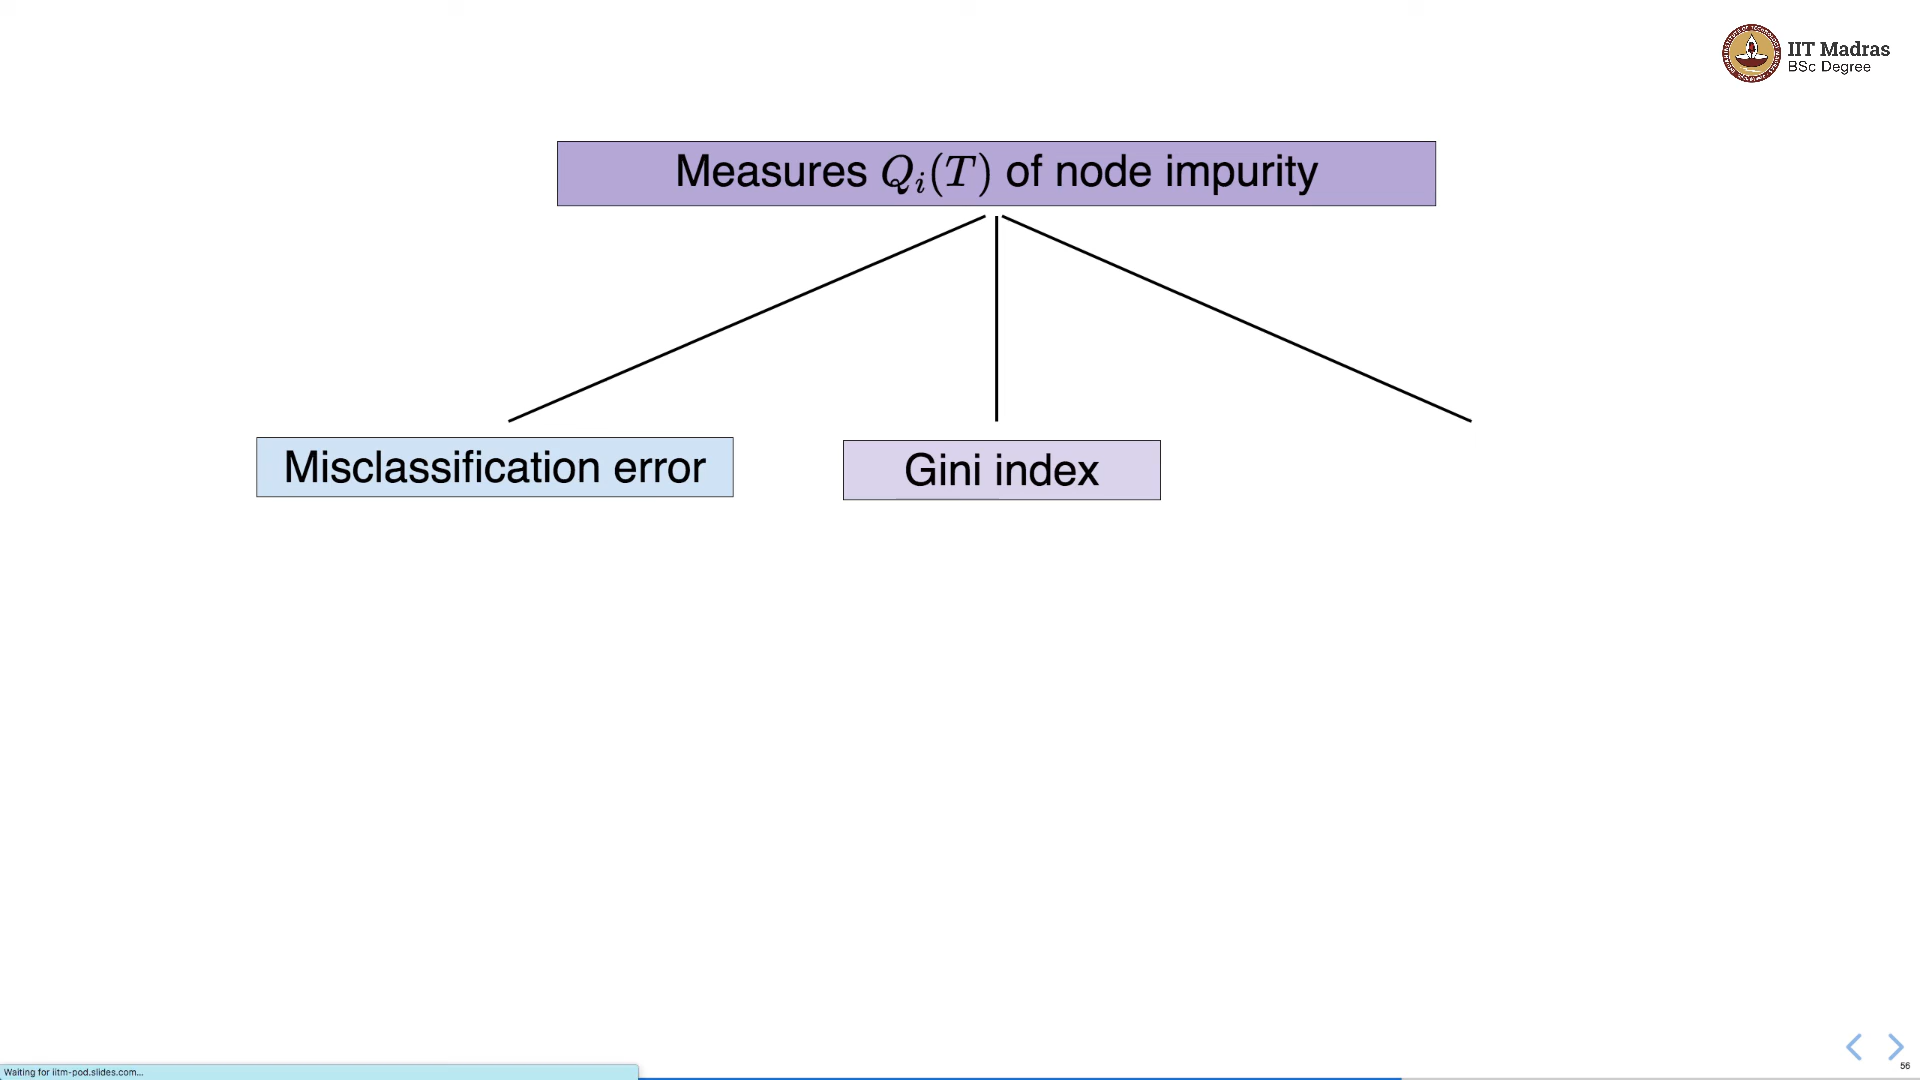 IIT Madras
BSc Degree
Measures Q_i(T) of node impurity
Misclassification error
Gini index
56
Waiting for iitm-pod.slides.com...